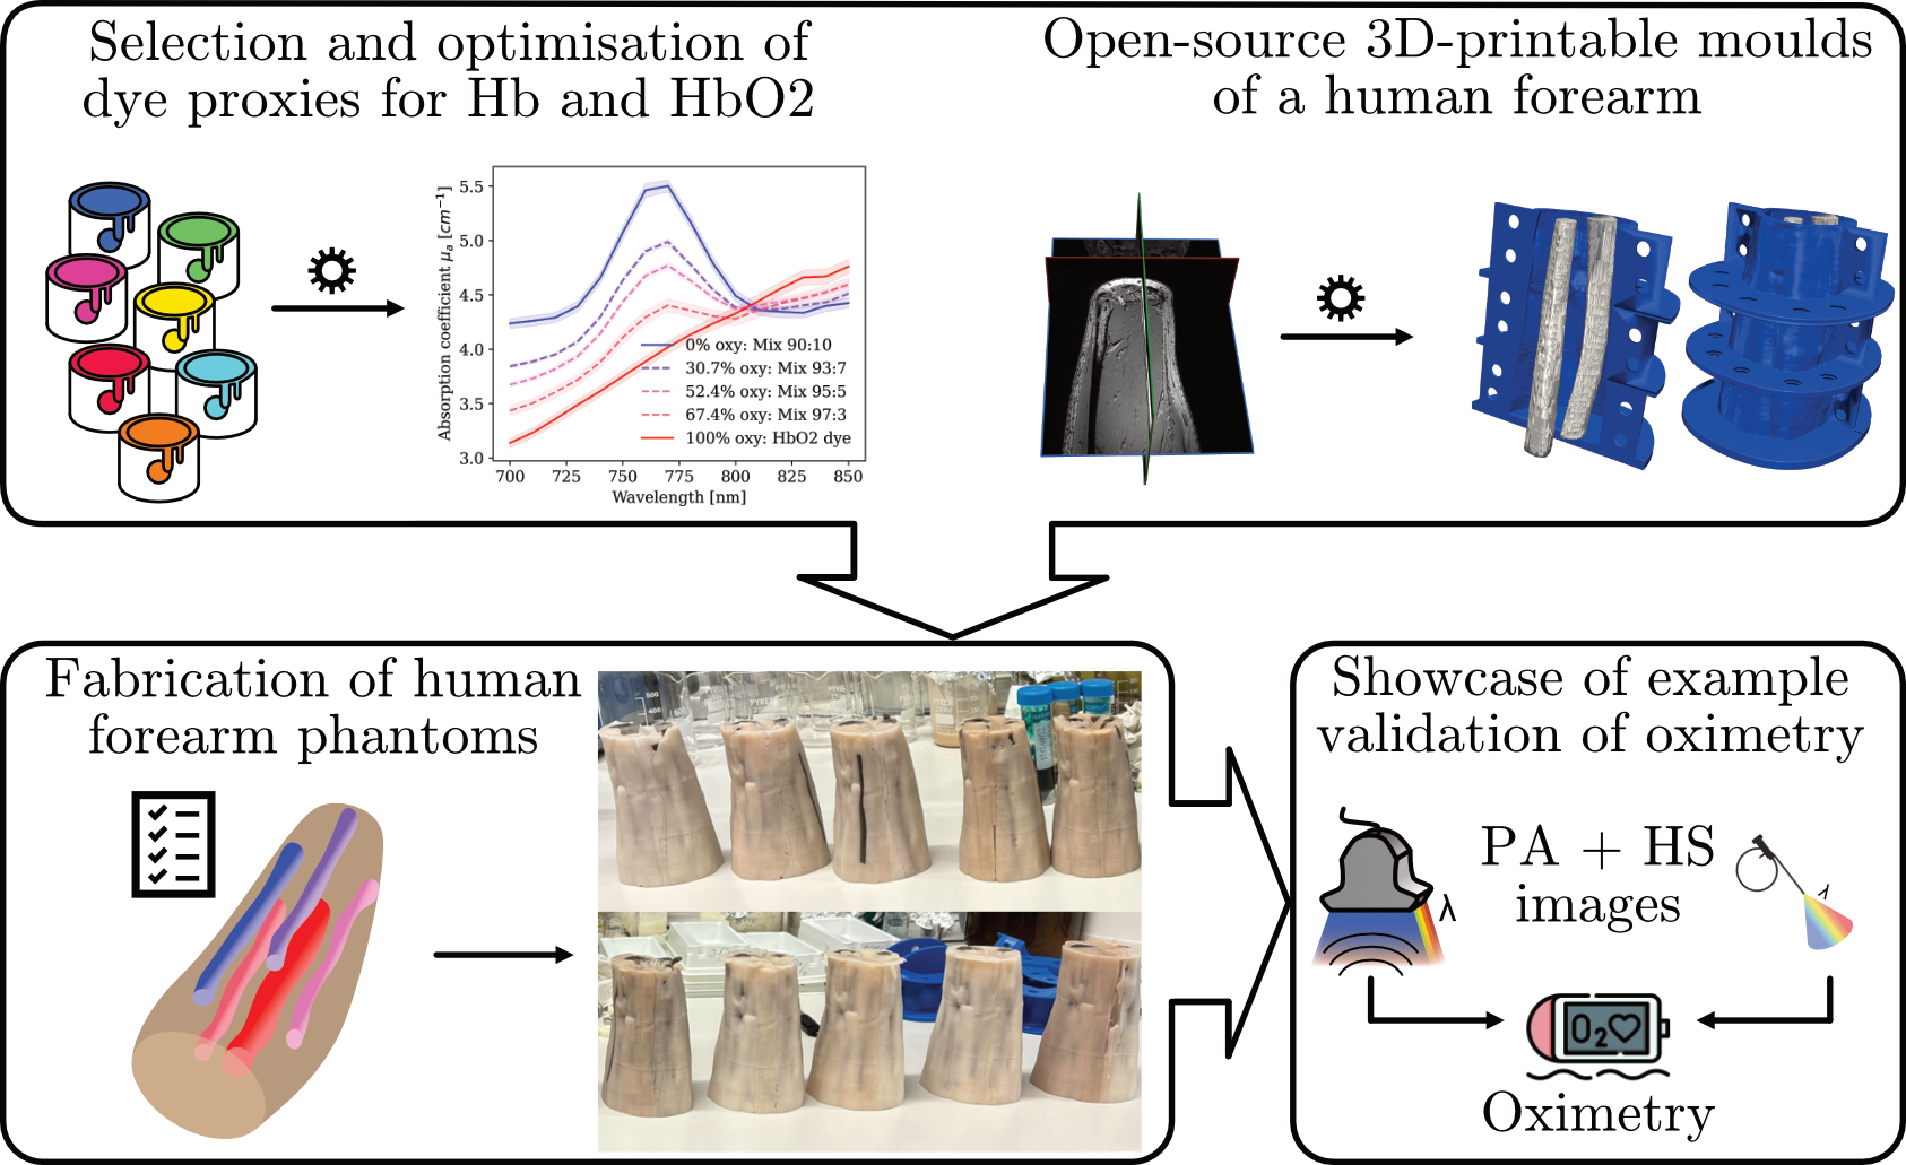 Selection and optimisation of
dye proxies for Hb and HbO2
Open-source 3D-printable moulds
of a human forearm
Absorption coefficient μa [cm−1]
5.5
5.0
4.5
4.0
3.5
3.0
0% oxy: Mix 90:10
30.7% oxy: Mix 93:7
52.4% oxy: Mix 95:5
67.4% oxy: Mix 97:3
100% oxy: HbO2 dye
700 725 750 775 800 825 850
Wavelength [nm]
Fabrication of human
forearm phantoms
500
Showcase of example
validation of oximetry
PA + HS
images
λ
λ
O2
Oximetry